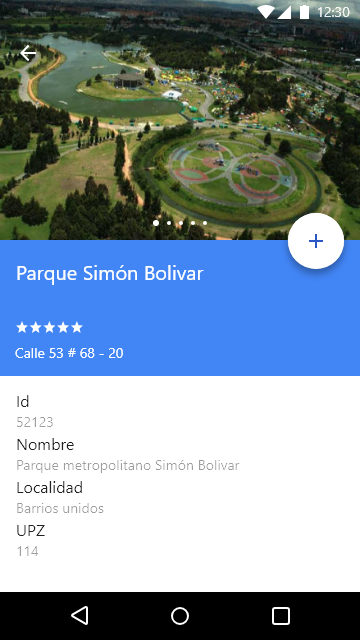 12:30
Parque Simón Bolivar
Calle 53 # 68 - 20
Id
52123
Nombre
Parque metropolitano Simón Bolivar
Localidad
Barrios unidos
UPZ
114